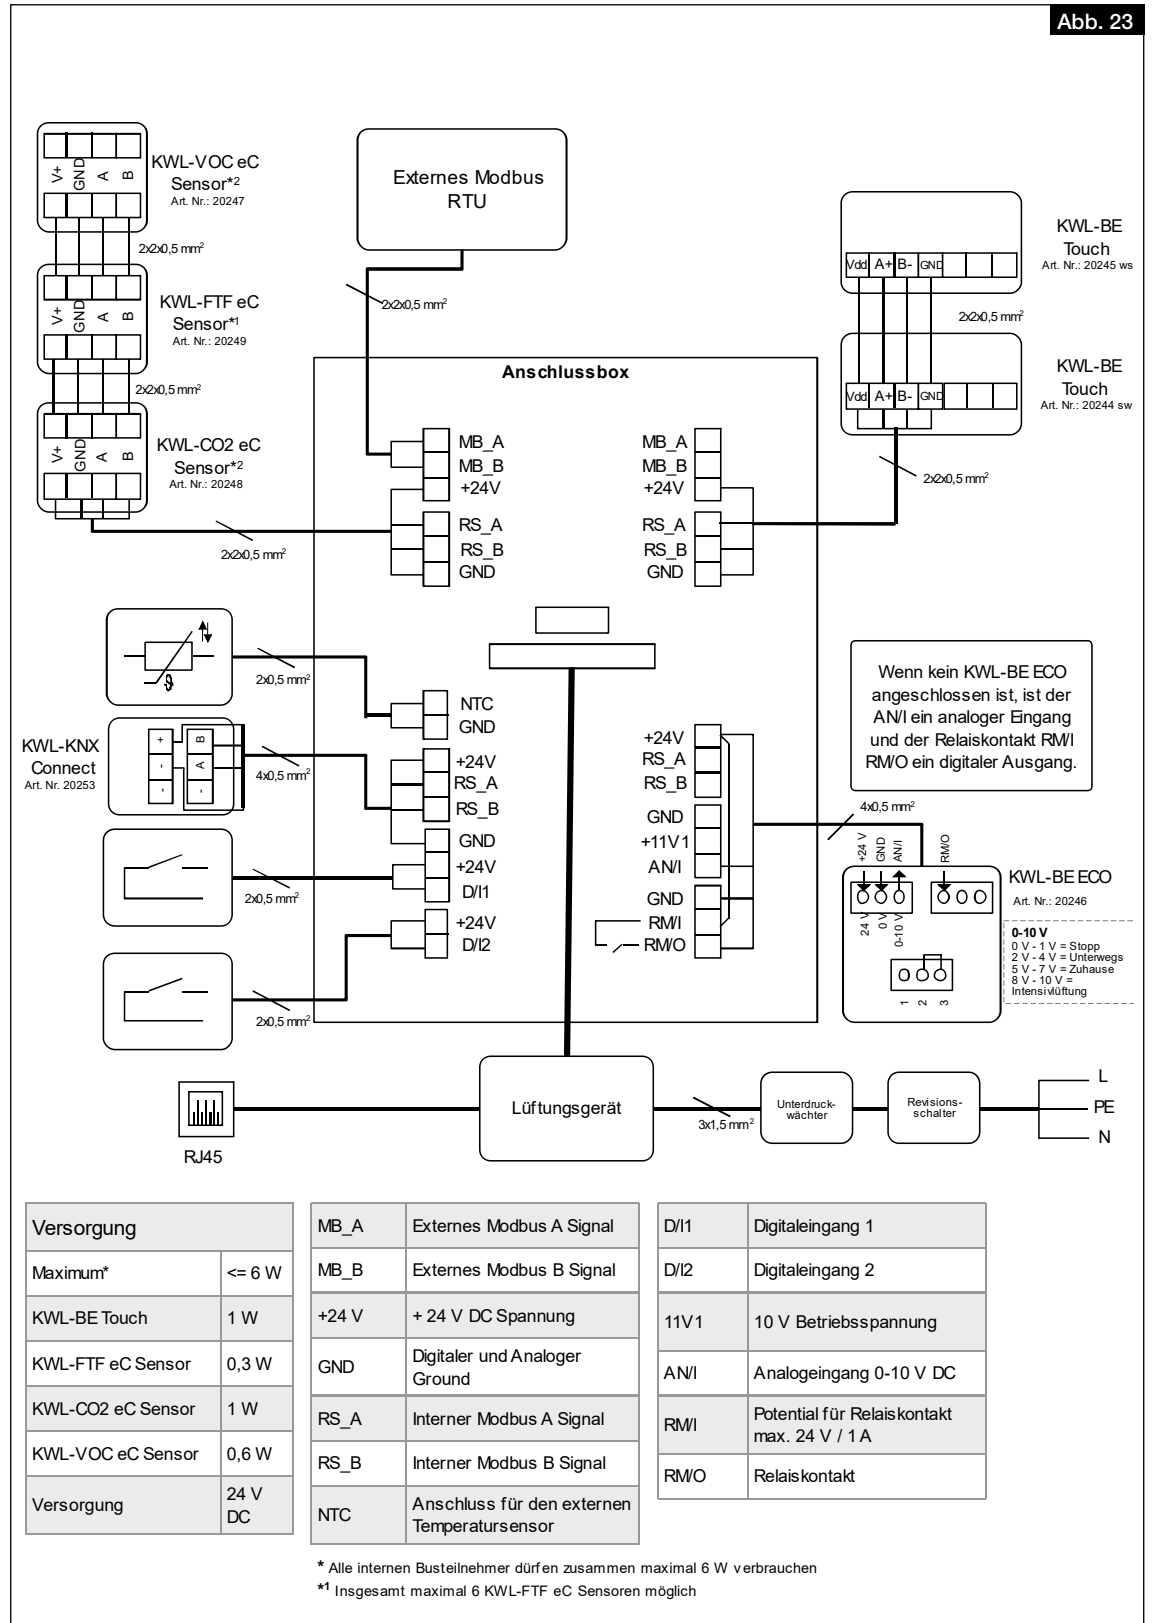 Abb. 23
V+ GND A B
KWL-VOC eC
Sensor*2
Art. Nr.: 20247
2x2x0,5 mm²
V+ GND A B
KWL-FTF eC
Sensor*1
Art. Nr.: 20249
2x2x0,5 mm²
V+ GND A B
KWL-CO2 eC
Sensor*2
Art. Nr.: 20248
2x2x0,5 mm²
Externes Modbus
RTU
2x2x0,5 mm²
Vdd A+ B- GND
KWL-BE
Touch
Art. Nr.: 20245 ws
2x2x0,5 mm²
Vdd A+ B- GND
KWL-BE
Touch
Art. Nr.: 20244 sw
2x2x0,5 mm²
Anschlussbox
MB_A
MB_B
+24V
RS_A
RS_B
GND
MB_A
MB_B
+24V
RS_A
RS_B
GND
ϑ
2x0,5 mm²
NTC
GND
KWL-KNX
Connect
Art. Nr. 20253
+ - -
B A -
4x0,5 mm²
+24V
RS_A
RS_B
GND
+24V
D/I1
2x0,5 mm²
+24V
D/I2
2x0,5 mm²
+24V
RS_A
RS_B
GND
+11V1
AN/I
GND
RM/I
RM/O
Wenn kein KWL-BE ECO
angeschlossen ist, ist der
AN/I ein analoger Eingang
und der Relaiskontakt RM/I
RM/O ein digitaler Ausgang.
4x0,5 mm²
+24 V GND AN/I RM/O
24 V 0 V 0-10 V
1 2 3
KWL-BE ECO
Art. Nr.: 20246
0-10 V
0 V - 1 V = Stopp
2 V - 4 V = Unterwegs
5 V - 7 V = Zuhause
8 V - 10 V =
Intensivlüftung
RJ45
Lüftungsgerät
3x1,5 mm²
Unterdruck-
wächter
Revisions-
schalter
L
PE
N
Versorgung
Maximum* <= 6 W
KWL-BE Touch 1 W
KWL-FTF eC Sensor 0,3 W
KWL-CO2 eC Sensor 1 W
KWL-VOC eC Sensor 0,6 W
Versorgung 24 V
DC
MB_A Externes Modbus A Signal
MB_B Externes Modbus B Signal
+24 V + 24 V DC Spannung
GND Digitaler und Analoger
Ground
RS_A Interner Modbus A Signal
RS_B Interner Modbus B Signal
NTC Anschluss für den externen
Temperatursensor
D/I1 Digitaleingang 1
D/I2 Digitaleingang 2
11V1 10 V Betriebsspannung
AN/I Analogeingang 0-10 V DC
RM/I Potential für Relaiskontakt
max. 24 V / 1 A
RM/O Relaiskontakt
* Alle internen Busteilnehmer dürfen zusammen maximal 6 W verbrauchen
*1 Insgesamt maximal 6 KWL-FTF eC Sensoren möglich